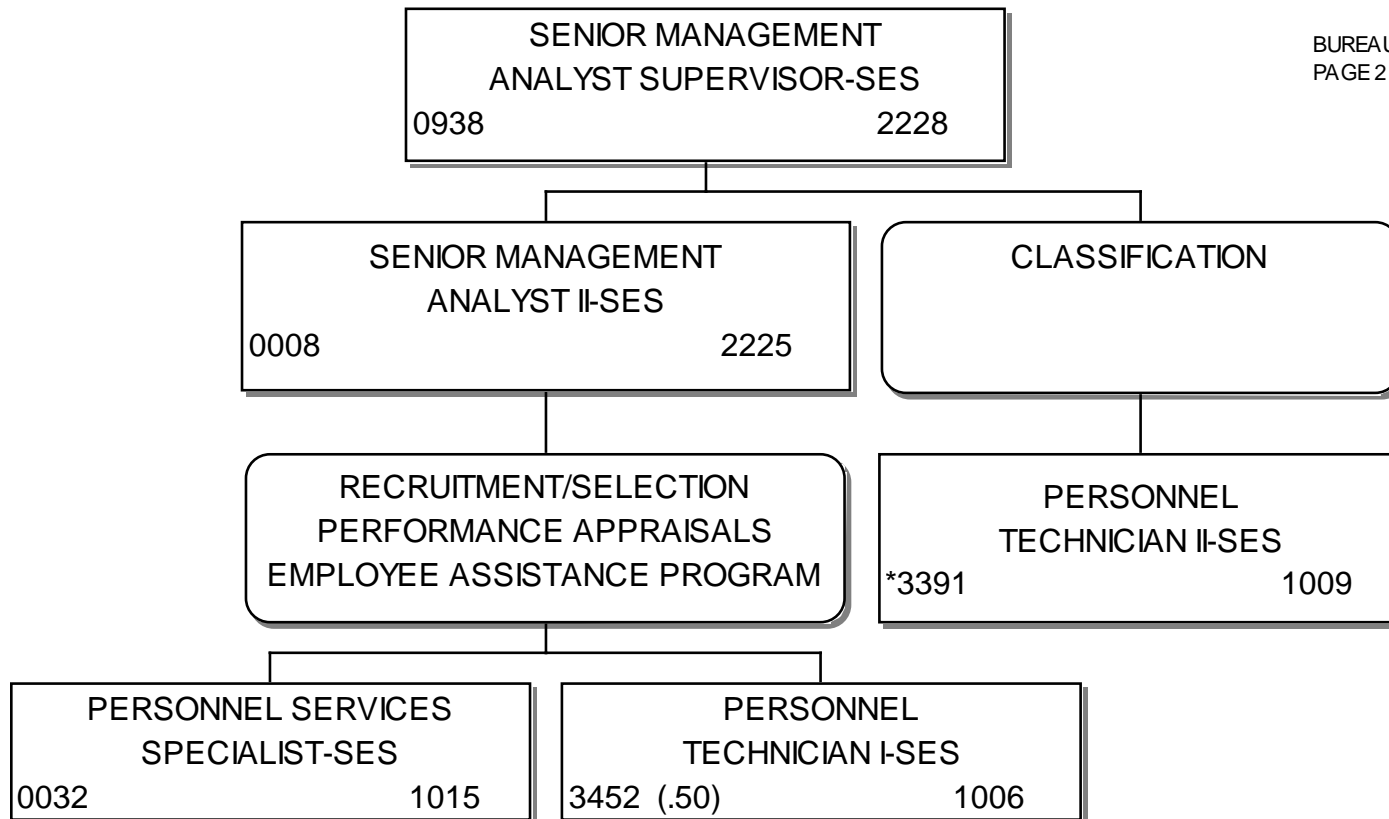 SENIOR MANAGEMENT
ANALYST SUPERVISOR-SES
0938 2228
BUREAU
PAGE 2
SENIOR MANAGEMENT
ANALYST II-SES
0008 2225
CLASSIFICATION
RECRUITMENT/SELECTION
PERFORMANCE APPRAISALS
EMPLOYEE ASSISTANCE PROGRAM
PERSONNEL
TECHNICIAN II-SES
*3391 1009
PERSONNEL SERVICES
SPECIALIST-SES
0032 1015
PERSONNEL
TECHNICIAN I-SES
3452 (.50) 1006